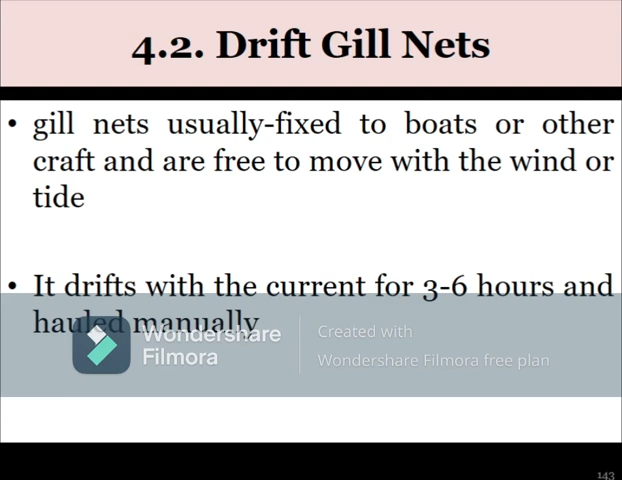 4.2. Drift Gill Nets
• gill nets usually-fixed to boats or other
craft and are free to move with the wind or
tide
• It drifts with the current for 3-6 hours and
hauled manually
Wondershare
Filmora
Created with
Wondershare Filmora free plan
143